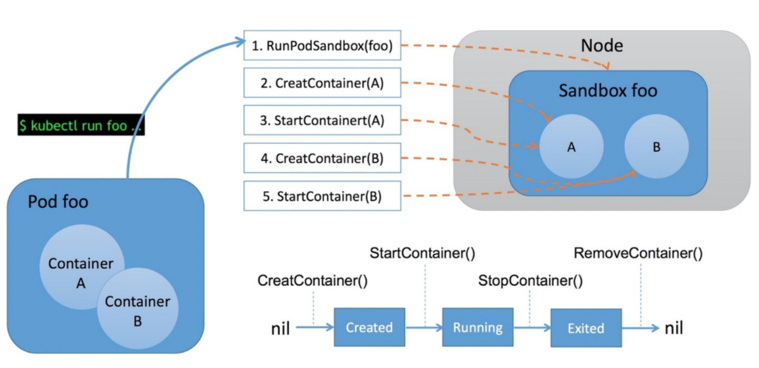 1. RunPodSandbox(foo)
2. CreatContainer(A)
3. StartContainert(A)
4. CreatContainer(B)
5. StartContainer(B)
Node
Sandbox foo
A
B
$ kubectl run foo ..
Pod foo
Container
A
Container
B
CreatContainer()
StartContainer()
StopContainer()
RemoveContainer()
nil
Created
Running
Exited
nil